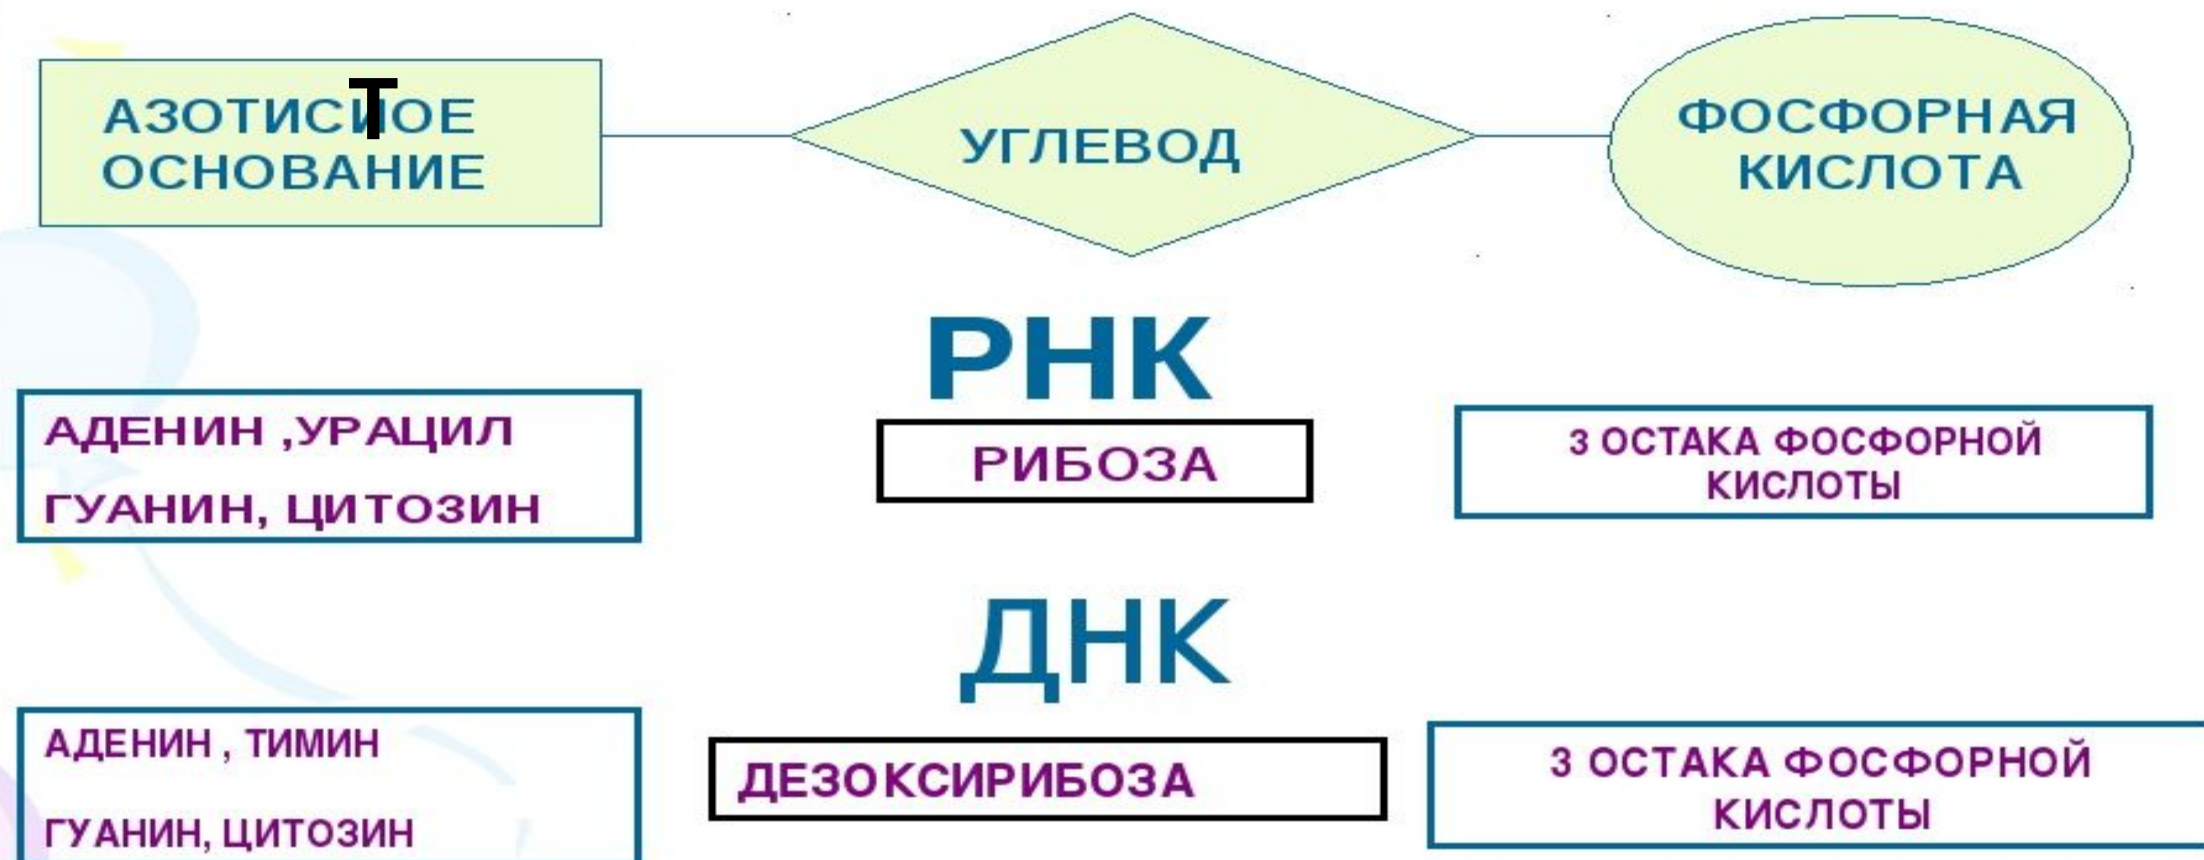 АЗОТИСИОЕ
Т
ОСНОВАНИЕ
УГЛЕВОД
ФОСФОРНАЯ
КИСЛОТА
РНК
АДЕНИН ,УРАЦИЛ
ГУАНИН, ЦИТОЗИН
РИБОЗА
3 ОСТАКА ФОСФОРНОЙ
КИСЛОТЫ
ДНК
АДЕНИН , ТИМИН
ГУАНИН, ЦИТОЗИН
ДЕЗОКСИРИБОЗА
3 ОСТАКА ФОСФОРНОЙ
КИСЛОТЫ